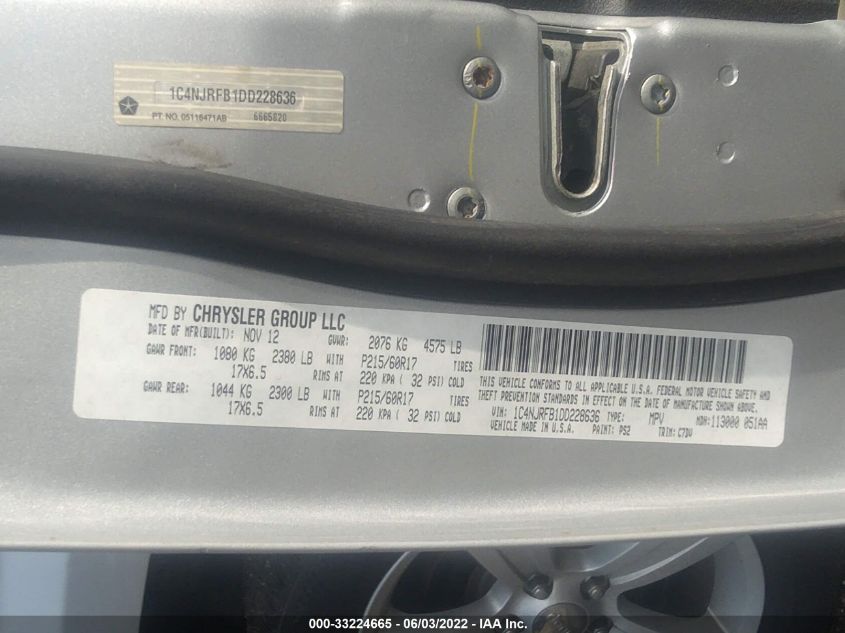 1C4NJRFB1DD228636
PT. NO. 05116471AB 6665820
MFD BY CHRYSLER GROUP LLC
DATE OF MFR(BUILT): NOV 12 GVWR: 2076 KG 4575 LB
GAWR FRONT: 1080 KG 2380 LB WITH P215/60R17 TIRES
17X6.5 RIMS AT 220 KPA ( 32 PSI) COLD
GAWR REAR: 1044 KG 2300 LB WITH P215/60R17 TIRES
17X6.5 RIMS AT 220 KPA ( 32 PSI) COLD
THIS VEHICLE CONFORMS TO ALL APPLICABLE U.S.A. FEDERAL MOTOR VEHICLE SAFETY AND
THEFT PREVENTION STANDARDS IN EFFECT ON THE DATE OF MANUFACTURE SHOWN ABOVE.
VIN: 1C4NJRFB1DD228636 TYPE: MPV MDH:113000 051AA
VEHICLE MADE IN U.S.A. PAINT: PS2 TRIM: C7DV
000-33224665 - 06/03/2022 - IAA Inc.